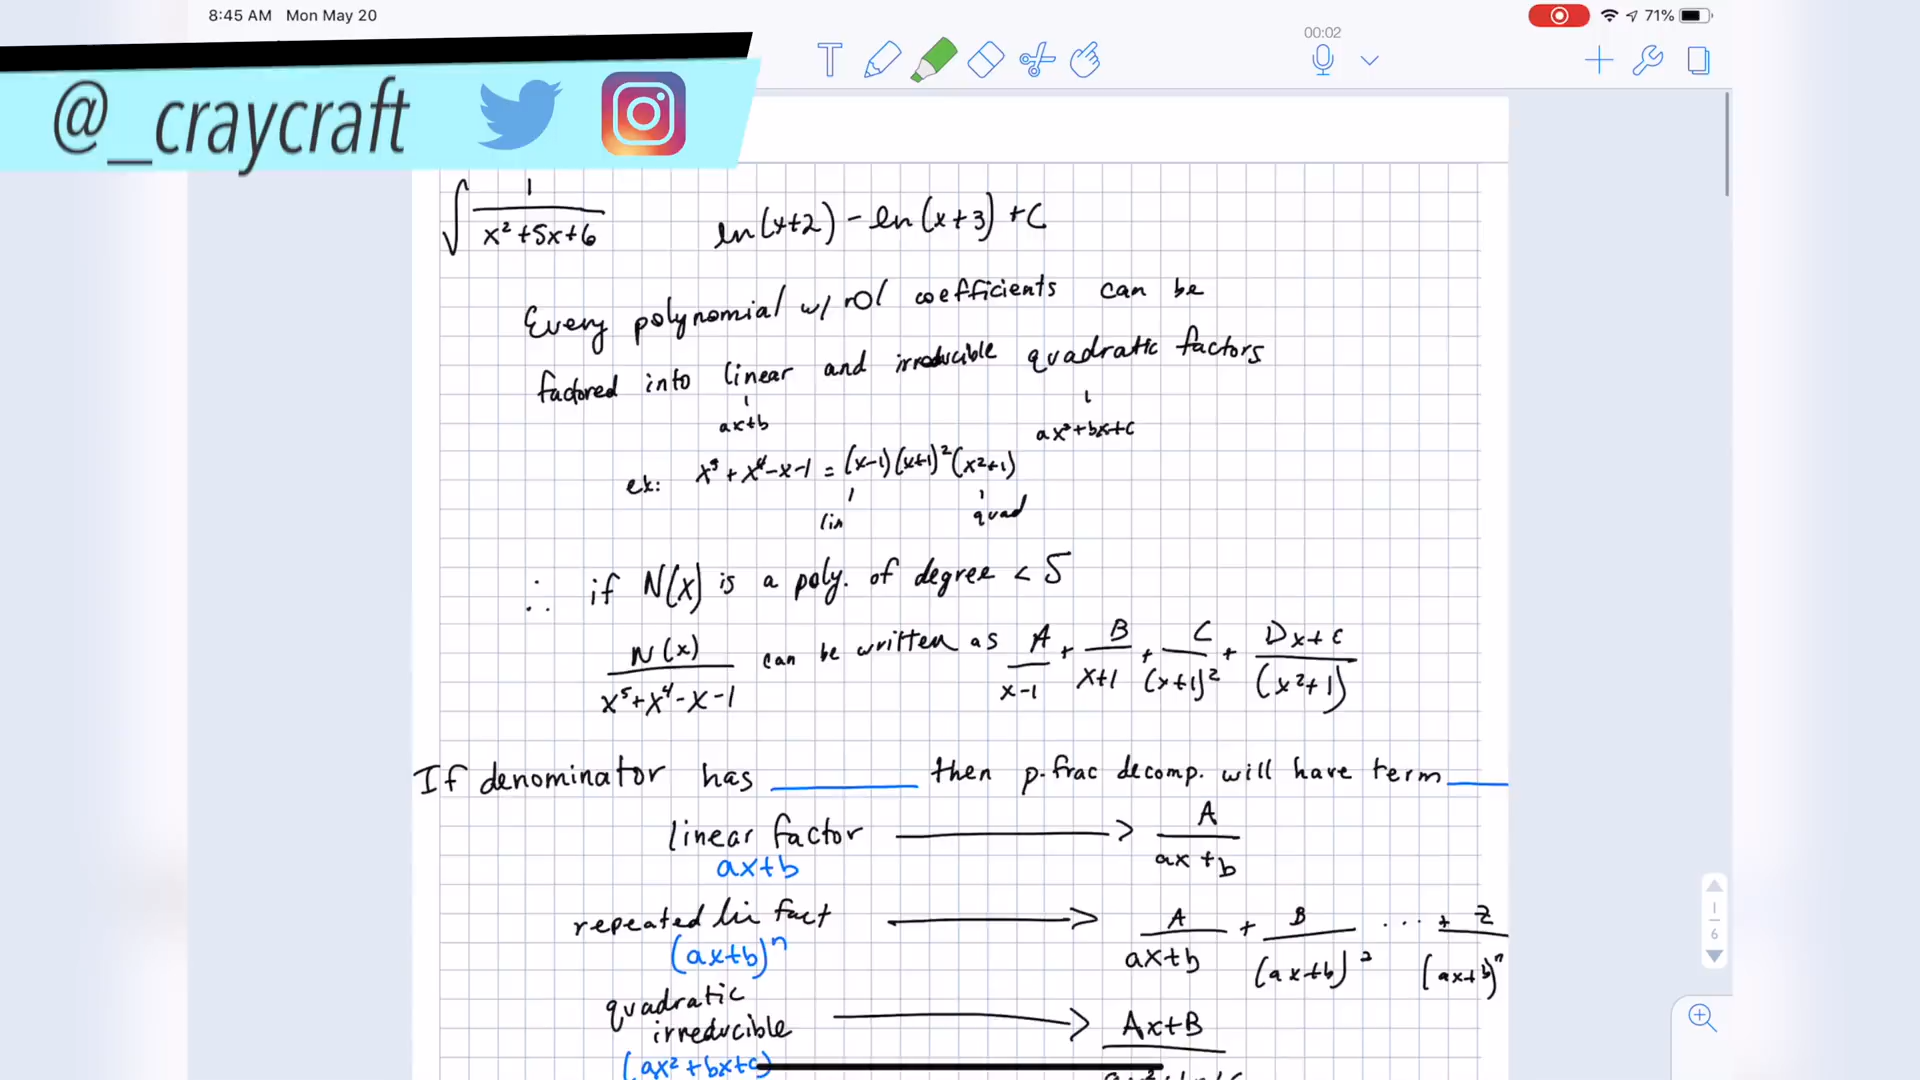 8:45 AM Mon May 20
71%
@_craycraft
00:02
∫ 1/(x²+5x+6) ln(x+2) - ln(x+3) + C
Every polynomial w/ coefficients can be
factored into linear and irreducible quadratic factors
ax+b
ax²+bx+c
ex: x⁵ + x⁴ - x - 1 = (x-1)(x+1)²(x²+1)
lin quad
∴ if N(x) is a poly. of degree < 5
N(x)/(x⁵+x⁴-x-1) can be written as A/(x-1) + B/(x+1) + C/(x+1)² + (Dx+E)/(x²+1)
If denominator has ______ then p.frac decomp. will have term ____
linear factor → A/(ax+b)
ax+b
repeated lin fact → A/(ax+b) + B/(ax+b)² ... + Z/(ax+b)ⁿ
(ax+b)ⁿ
quadratic
irreducible → Ax+B
(ax²+bx+c)
1
6